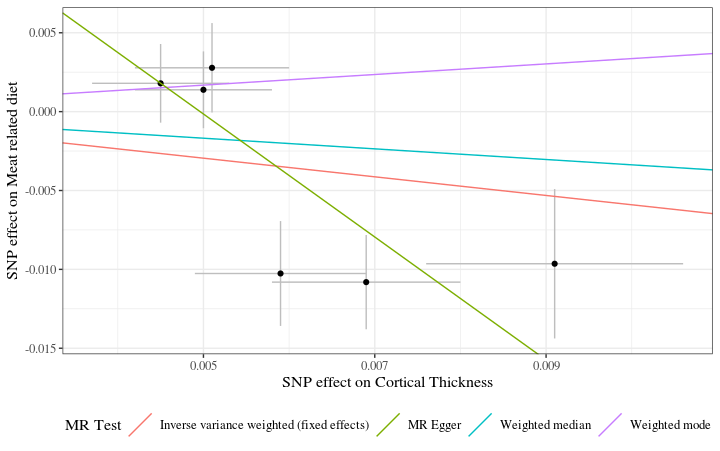 SNP effect on Meat related diet
0.005
0.000
-0.005
-0.010
-0.015
0.005 0.007 0.009
SNP effect on Cortical Thickness
MR Test Inverse variance weighted (fixed effects) MR Egger Weighted median Weighted mode